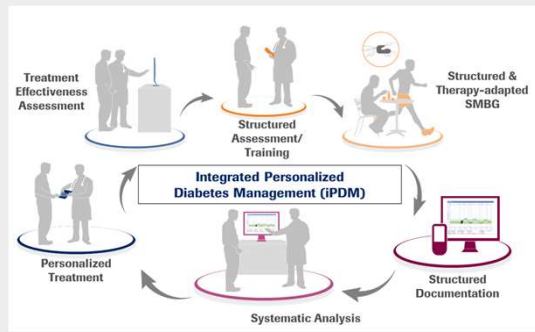 Treatment
Effectiveness
Assessment
Structured
Assessment/
Training
Structured &
Therapy-adapted
SMBG
Integrated Personalized
Diabetes Management (iPDM)
Personalized
Treatment
Systematic Analysis
Structured
Documentation